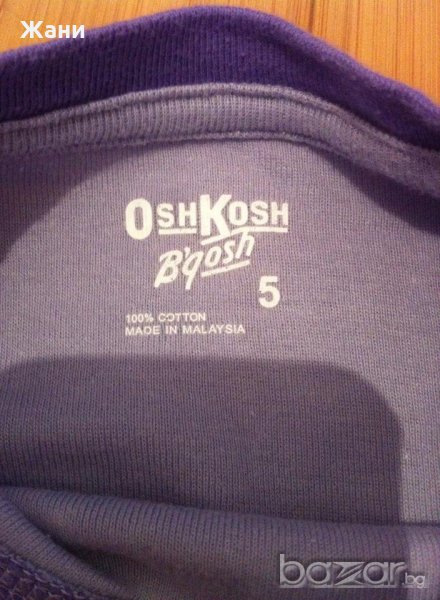 Жани
OSHKOSH
B'gosh
5
100% COTTON
MADE IN MALAYSIA
bazar.bg